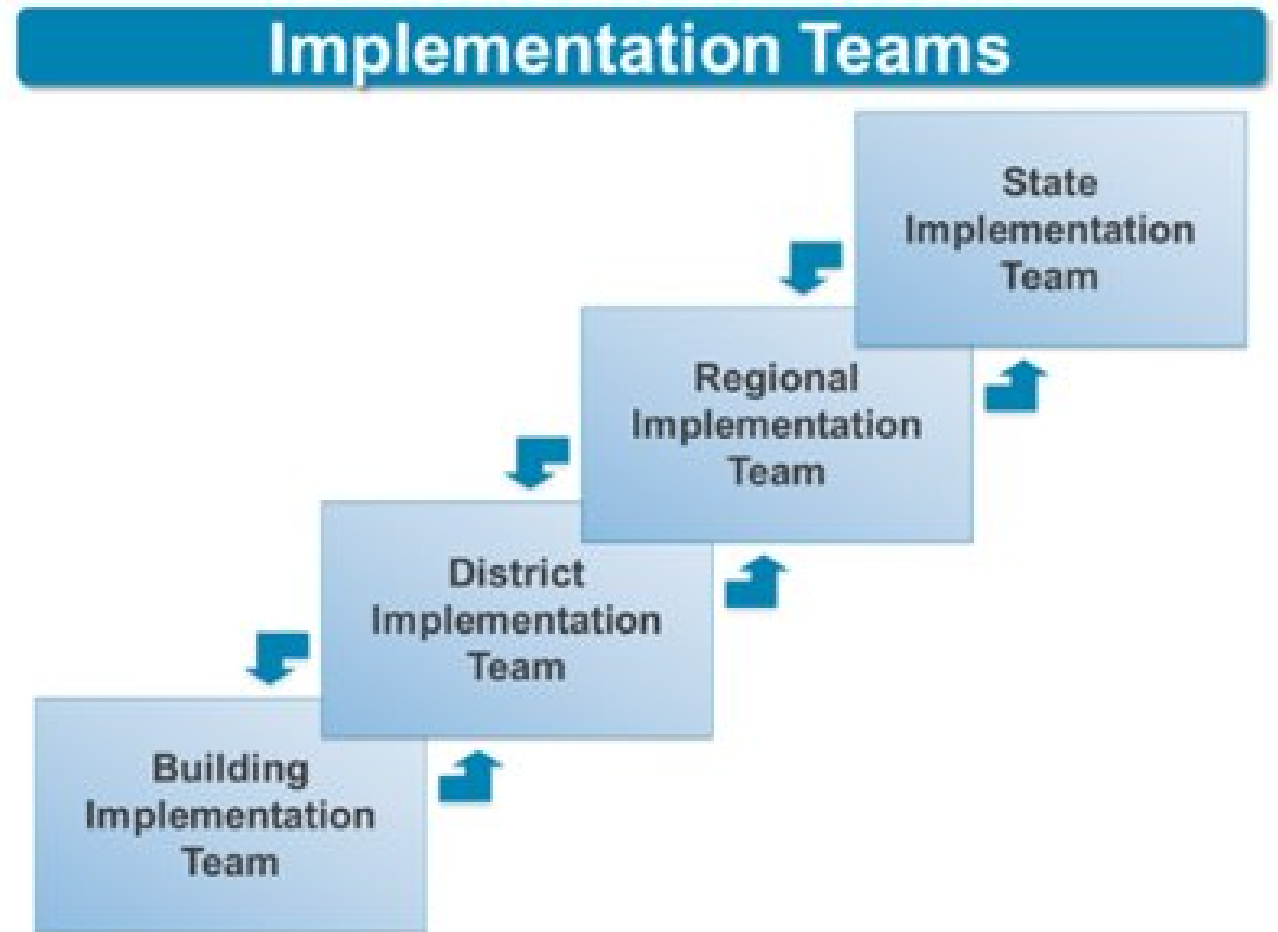 Implementation Teams
State
Implementation
Team
Regional
Implementation
Team
District
Implementation
Team
Building
Implementation
Team